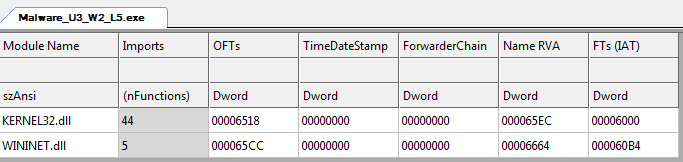 Malware_U3_W2_L5.exe
Module Name Imports OFTs TimeDateStamp ForwarderChain Name RVA FTs (IAT)
szAnsi (nFunctions) Dword Dword Dword Dword Dword
KERNEL32.dll 44 00006518 00000000 00000000 000065EC 00006000
WININET.dll 5 000065CC 00000000 00000000 00006664 000060B4